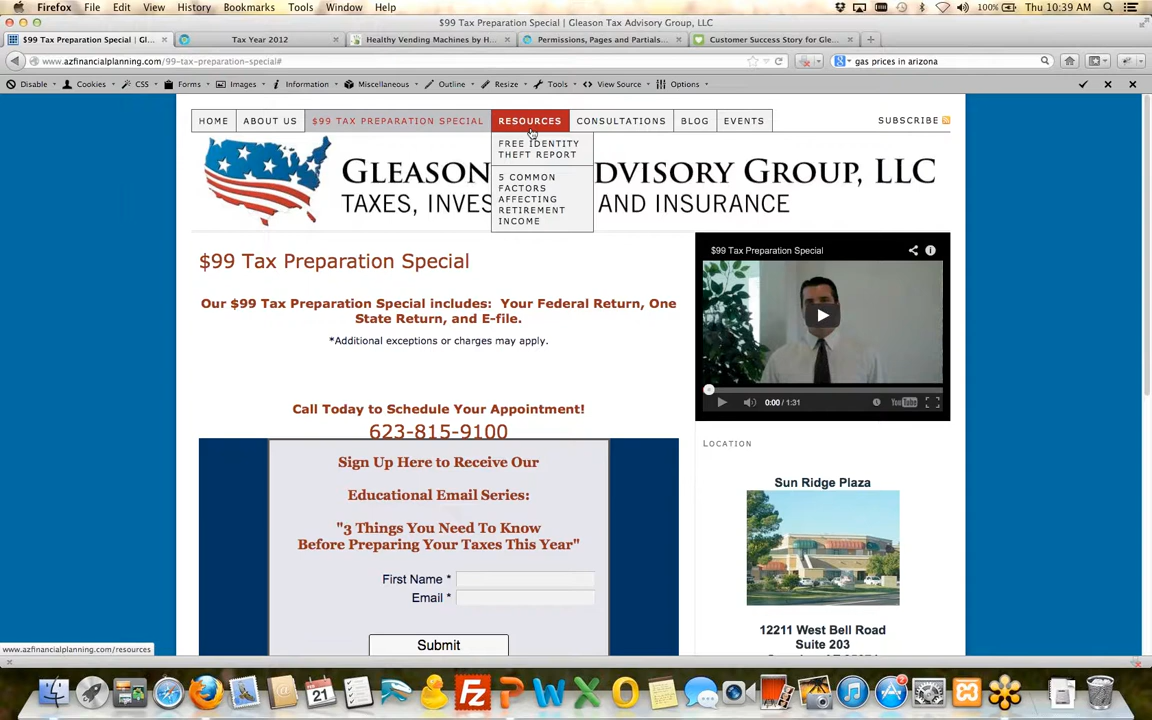 Firefox File Edit View History Bookmarks Tools Window Help 100% Thu 10:39 AM
$99 Tax Preparation Special | Gleason Tax Advisory Group, LLC
$99 Tax Preparation Special | Gl... Tax Year 2012 Healthy Vending Machines by H... Permissions, Pages and Partials... Customer Success Story for Gle...
www.azfinancialplanning.com/99-tax-preparation-special# gas prices in arizona
Disable Cookies CSS Forms Images Information Miscellaneous Outline Resize Tools View Source Options
HOME ABOUT US $99 TAX PREPARATION SPECIAL RESOURCES CONSULTATIONS BLOG EVENTS SUBSCRIBE
FREE IDENTITY
THEFT REPORT
5 COMMON
FACTORS
AFFECTING
RETIREMENT
INCOME
GLEASON ADVISORY GROUP, LLC
TAXES, INVES AND INSURANCE
$99 Tax Preparation Special
Our $99 Tax Preparation Special includes: Your Federal Return, One
State Return, and E-file.
*Additional exceptions or charges may apply.
Call Today to Schedule Your Appointment!
623-815-9100
Sign Up Here to Receive Our
Educational Email Series:
"3 Things You Need To Know
Before Preparing Your Taxes This Year"
First Name *
Email *
Submit
$99 Tax Preparation Special
0:00 / 1:31 YouTube
LOCATION
Sun Ridge Plaza
12211 West Bell Road
Suite 203
www.azfinancialplanning.com/resources